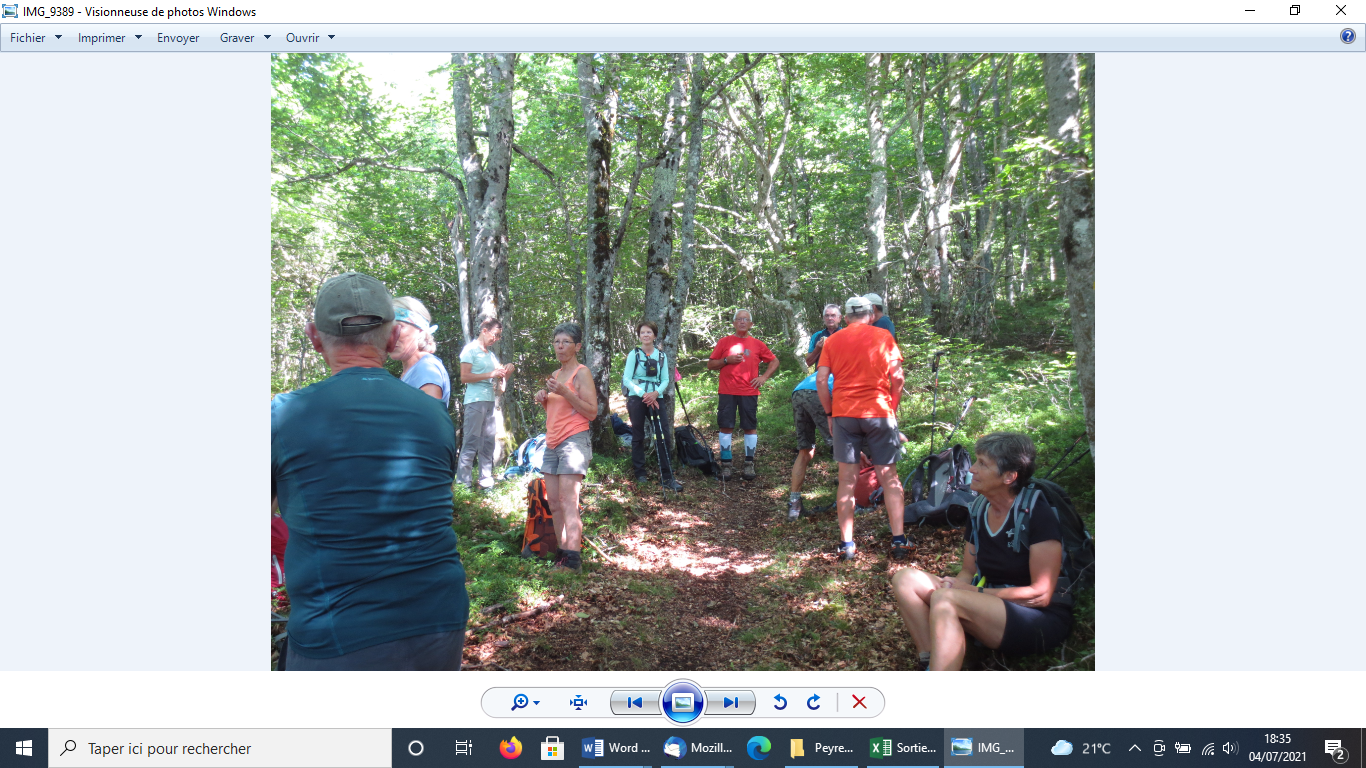 IMG_9389 - Visionneuse de photos Windows
Fichier Imprimer Envoyer Graver Ouvrir
Taper ici pour rechercher
Word ...
Mozill...
Peyre...
Sortie...
IMG_...
21°C
18:35
04/07/2021
2